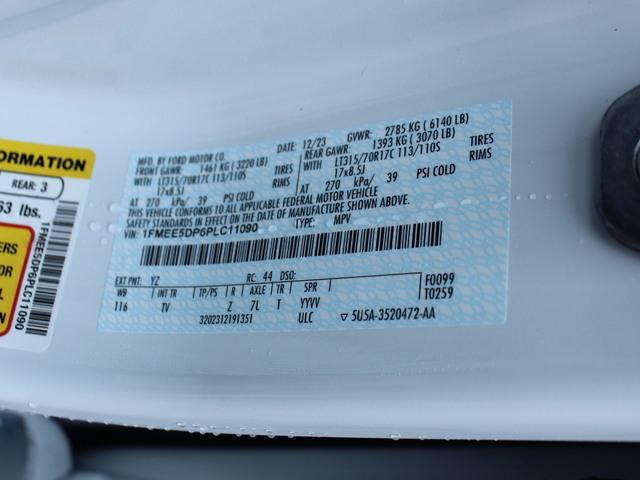 ORMATION
REAR: 3
63 lbs.
ERS
OR
1FMEE5DP6PLC11090
MFD. BY FORD MOTOR CO.
FRONT GAWR: 1461 KG (3220 LB)
LT315/70R17C 113/110S TIRES
17x8.5J RIMS
AT 270 kPa/ 39 PSI COLD
12/23 GVWR: 2785 KG (6140 LB)
REAR GAWR: 1393 KG (3070 LB)
LT315/70R17C 113/110S TIRES
17x8.5J RIMS
AT 270 kPa/ 39 PSI COLD
THIS VEHICLE CONFORMS TO ALL APPLICABLE FEDERAL MOTOR VEHICLE
SAFETY STANDARDS IN EFFECT ON THE DATE OF MANUFACTURE SHOWN ABOVE.
VIN: 1FMEE5DP6PLC11090 TYPE: MPV
EXT PNT: YZ RC: 44 DSO: F0099
WB INT TR TP/PS R AXLE TR SPR T0259
116 TV Z 7L T YYVV
3202312191351 ULC ▽ 5U5A-3520472-AA